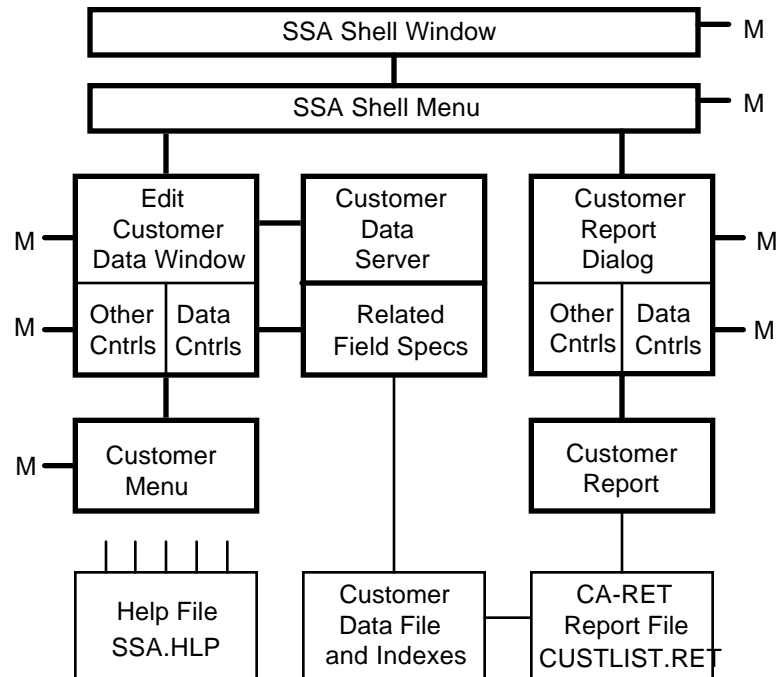 SSA Shell Window
M
SSA Shell Menu
M
Edit
Customer
Data Window
M
Customer
Data
Server
Customer
Report
Dialog
M
M
Other
Cntrls
Data
Cntrls
Related
Field Specs
Other
Cntrls
Data
Cntrls
M
M
Customer
Menu
Customer
Report
Help File
SSA.HLP
Customer
Data File
and Indexes
CA-RET
Report File
CUSTLIST.RET